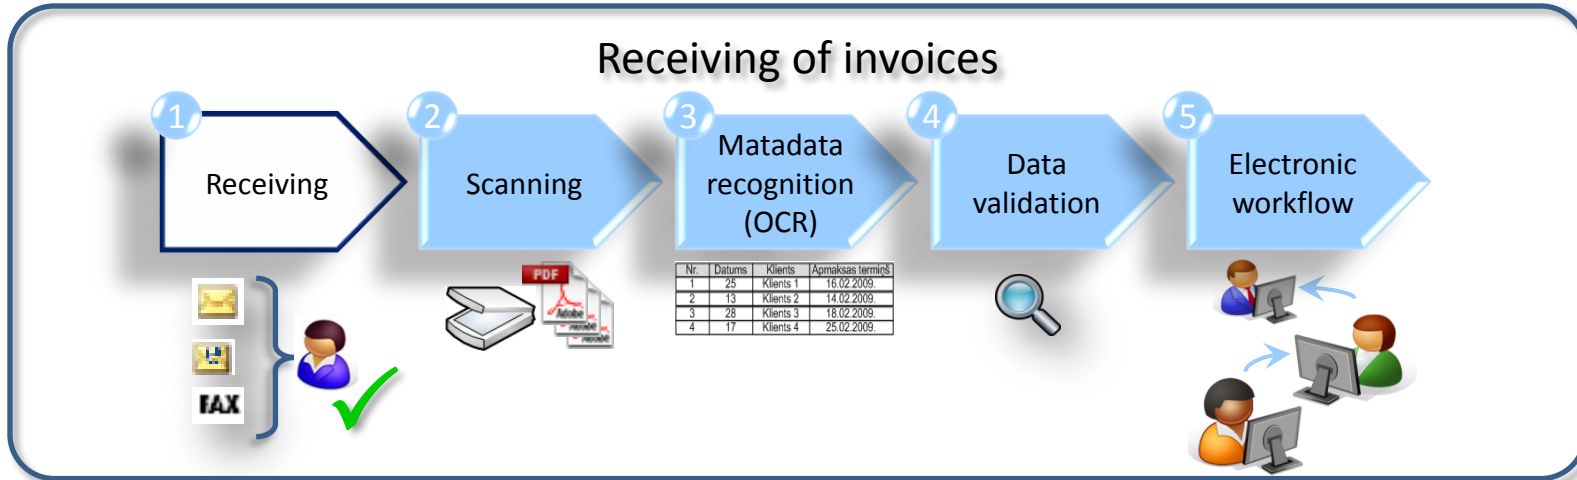 Receiving of invoices
1
Receiving
2
Scanning
3
Matadata
recognition
(OCR)
4
Data
validation
5
Electronic
workflow
FAX
PDF
Adobe
Adobe
Adobe
Nr. Datums Klients Apmaksas termiņš
1 25 Klients 1 16.02.2009.
2 13 Klients 2 14.02.2009.
3 28 Klients 3 18.02.2009.
4 17 Klients 4 25.02.2009.